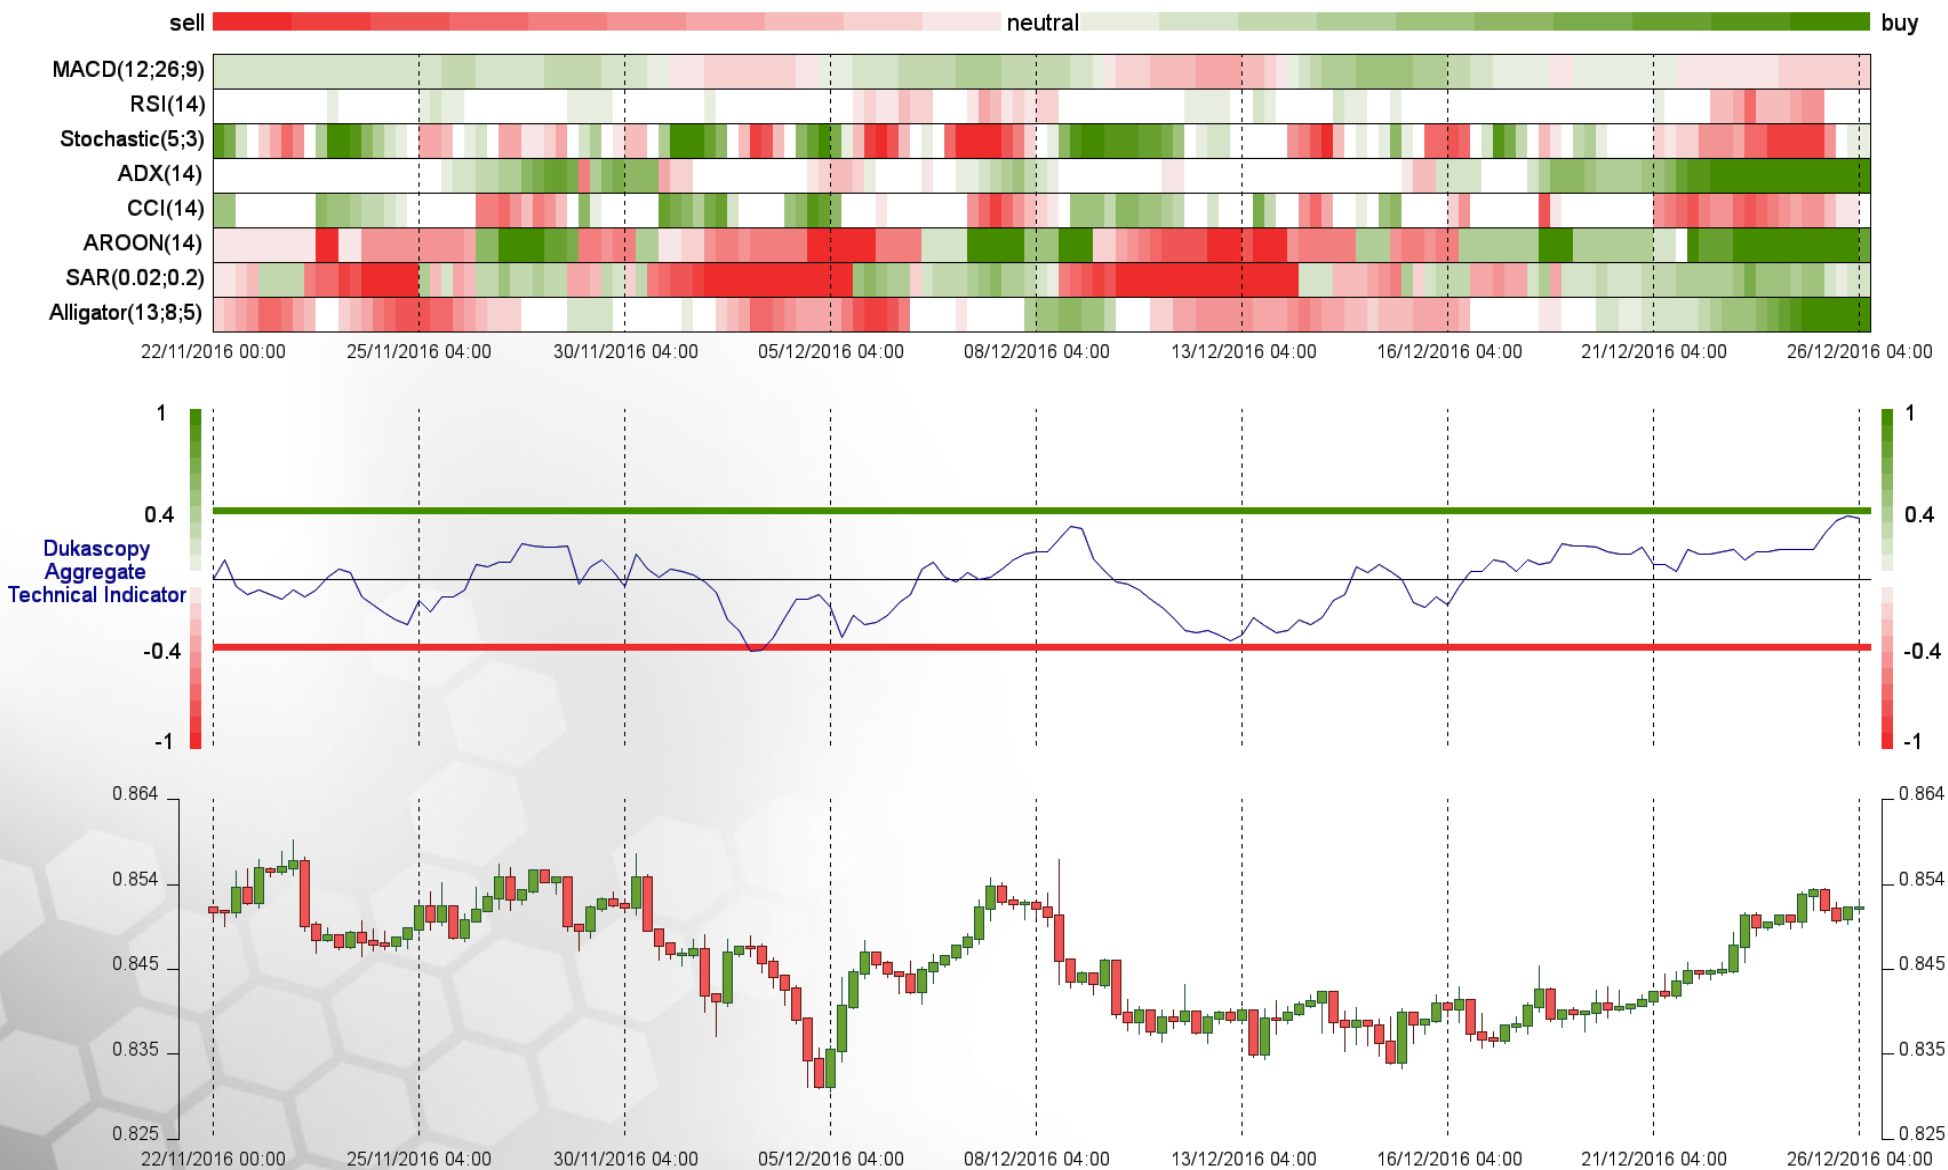 sell neutral buy
MACD(12;26;9)
RSI(14)
Stochastic(5;3)
ADX(14)
CCI(14)
AROON(14)
SAR(0.02;0.2)
Alligator(13;8;5)
22/11/2016 00:00 25/11/2016 04:00 30/11/2016 04:00 05/12/2016 04:00 08/12/2016 04:00 13/12/2016 04:00 16/12/2016 04:00 21/12/2016 04:00 26/12/2016 04:00
1 1
0.4 0.4
Dukascopy
Aggregate
Technical Indicator
-0.4 -0.4
-1 -1
0.864 0.864
0.854 0.854
0.845 0.845
0.835 0.835
0.825 0.825
22/11/2016 00:00 25/11/2016 04:00 30/11/2016 04:00 05/12/2016 04:00 08/12/2016 04:00 13/12/2016 04:00 16/12/2016 04:00 21/12/2016 04:00 26/12/2016 04:00